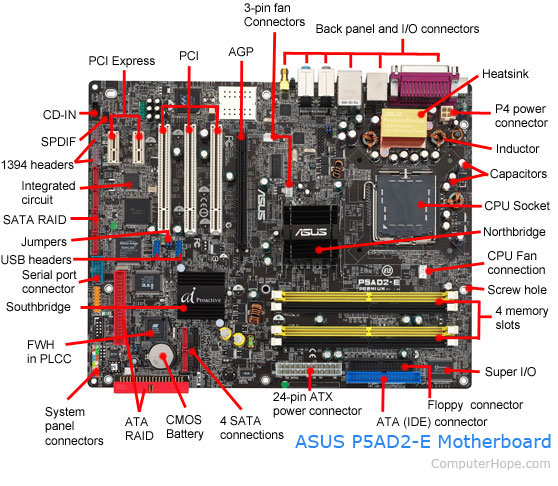 3-pin fan
Connectors
Back panel and I/O connectors
PCI Express
PCI
AGP
Heatsink
CD-IN
P4 power
connector
SPDIF
Inductor
1394 headers
Capacitors
Integrated
circuit
CPU Socket
SATA RAID
ASUS
ASUS
Northbridge
Jumpers
USB headers
CPU Fan
connection
Serial port
connector
P5AD2-E
PREMIUM
Screw hole
Southbridge
ai
Proactive
4 memory
slots
FWH
in PLCC
Super I/O
System
panel
connectors
ATA
RAID
CMOS
Battery
4 SATA
connections
24-pin ATX
power connector
Floppy connector
ATA (IDE) connector
ASUS P5AD2-E Motherboard
ComputerHope.com